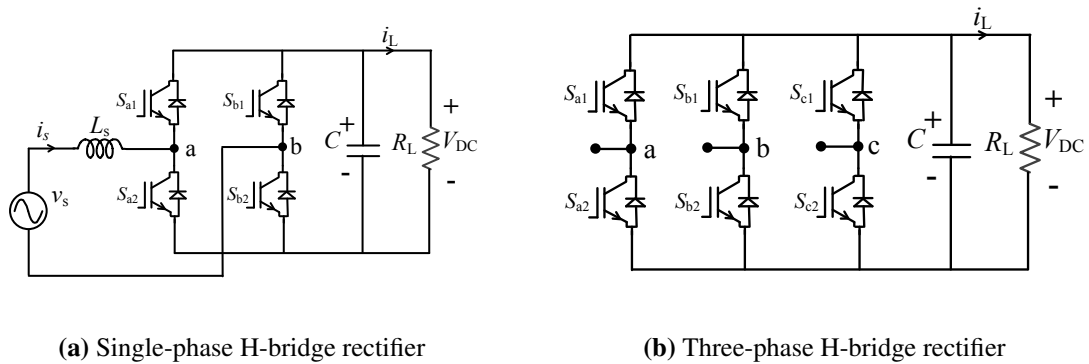 i_L
S_a1
S_b1
+
i_s
L_s
a
b
C
+
-
R_L
V_DC
-
v_s
S_a2
S_b2
(a) Single-phase H-bridge rectifier
i_L
S_a1
S_b1
S_c1
+
a
b
c
C
+
-
R_L
V_DC
-
S_a2
S_b2
S_c2
(b) Three-phase H-bridge rectifier